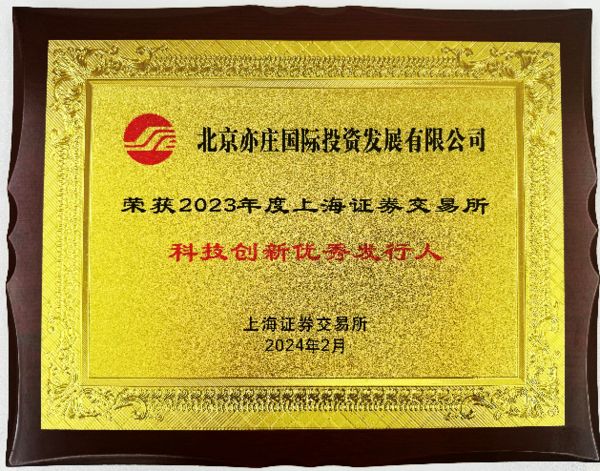 北京亦庄国际投资发展有限公司
荣获2023年度上海证券交易所
科技创新优秀发行人
上海证券交易所
2024年2月